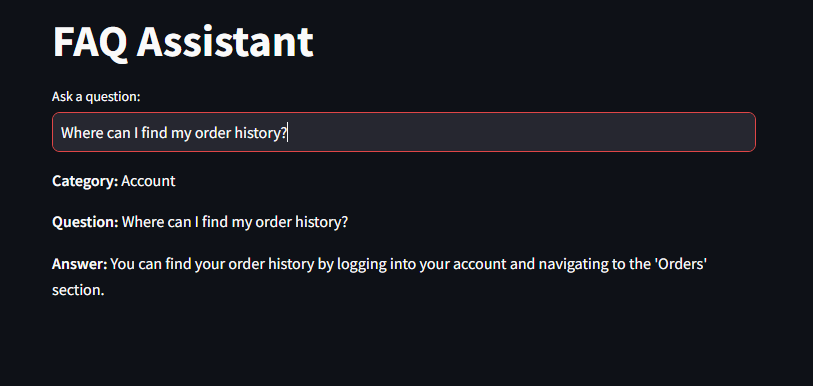 FAQ Assistant
Ask a question:
Where can I find my order history?
Category: Account
Question: Where can I find my order history?
Answer: You can find your order history by logging into your account and navigating to the 'Orders'
section.